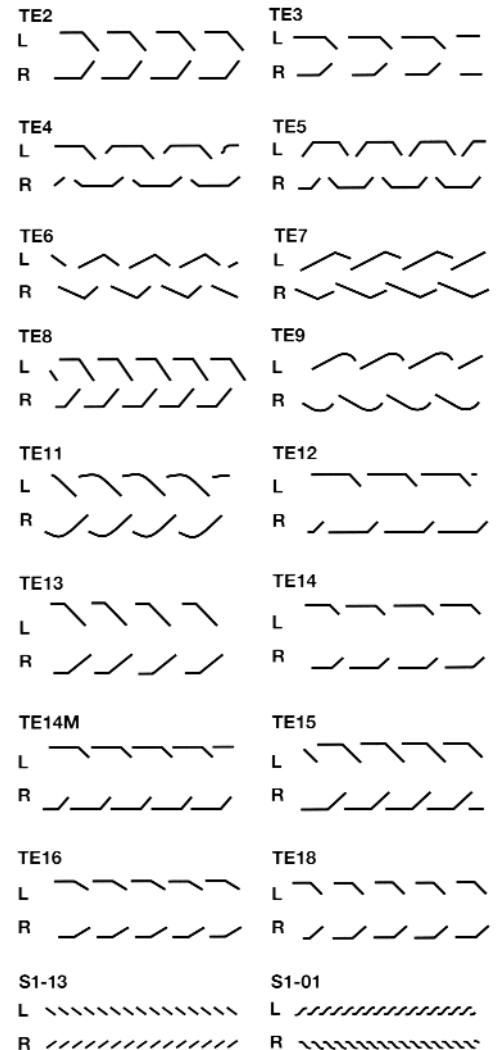 TE2 TE3
L L
R R
TE4 TE5
L L
R R
TE6 TE7
L L
R R
TE8 TE9
L L
R R
TE11 TE12
L L
R R
TE13 TE14
L L
R R
TE14M TE15
L L
R R
TE16 TE18
L L
R R
S1-13 S1-01
L L
R R